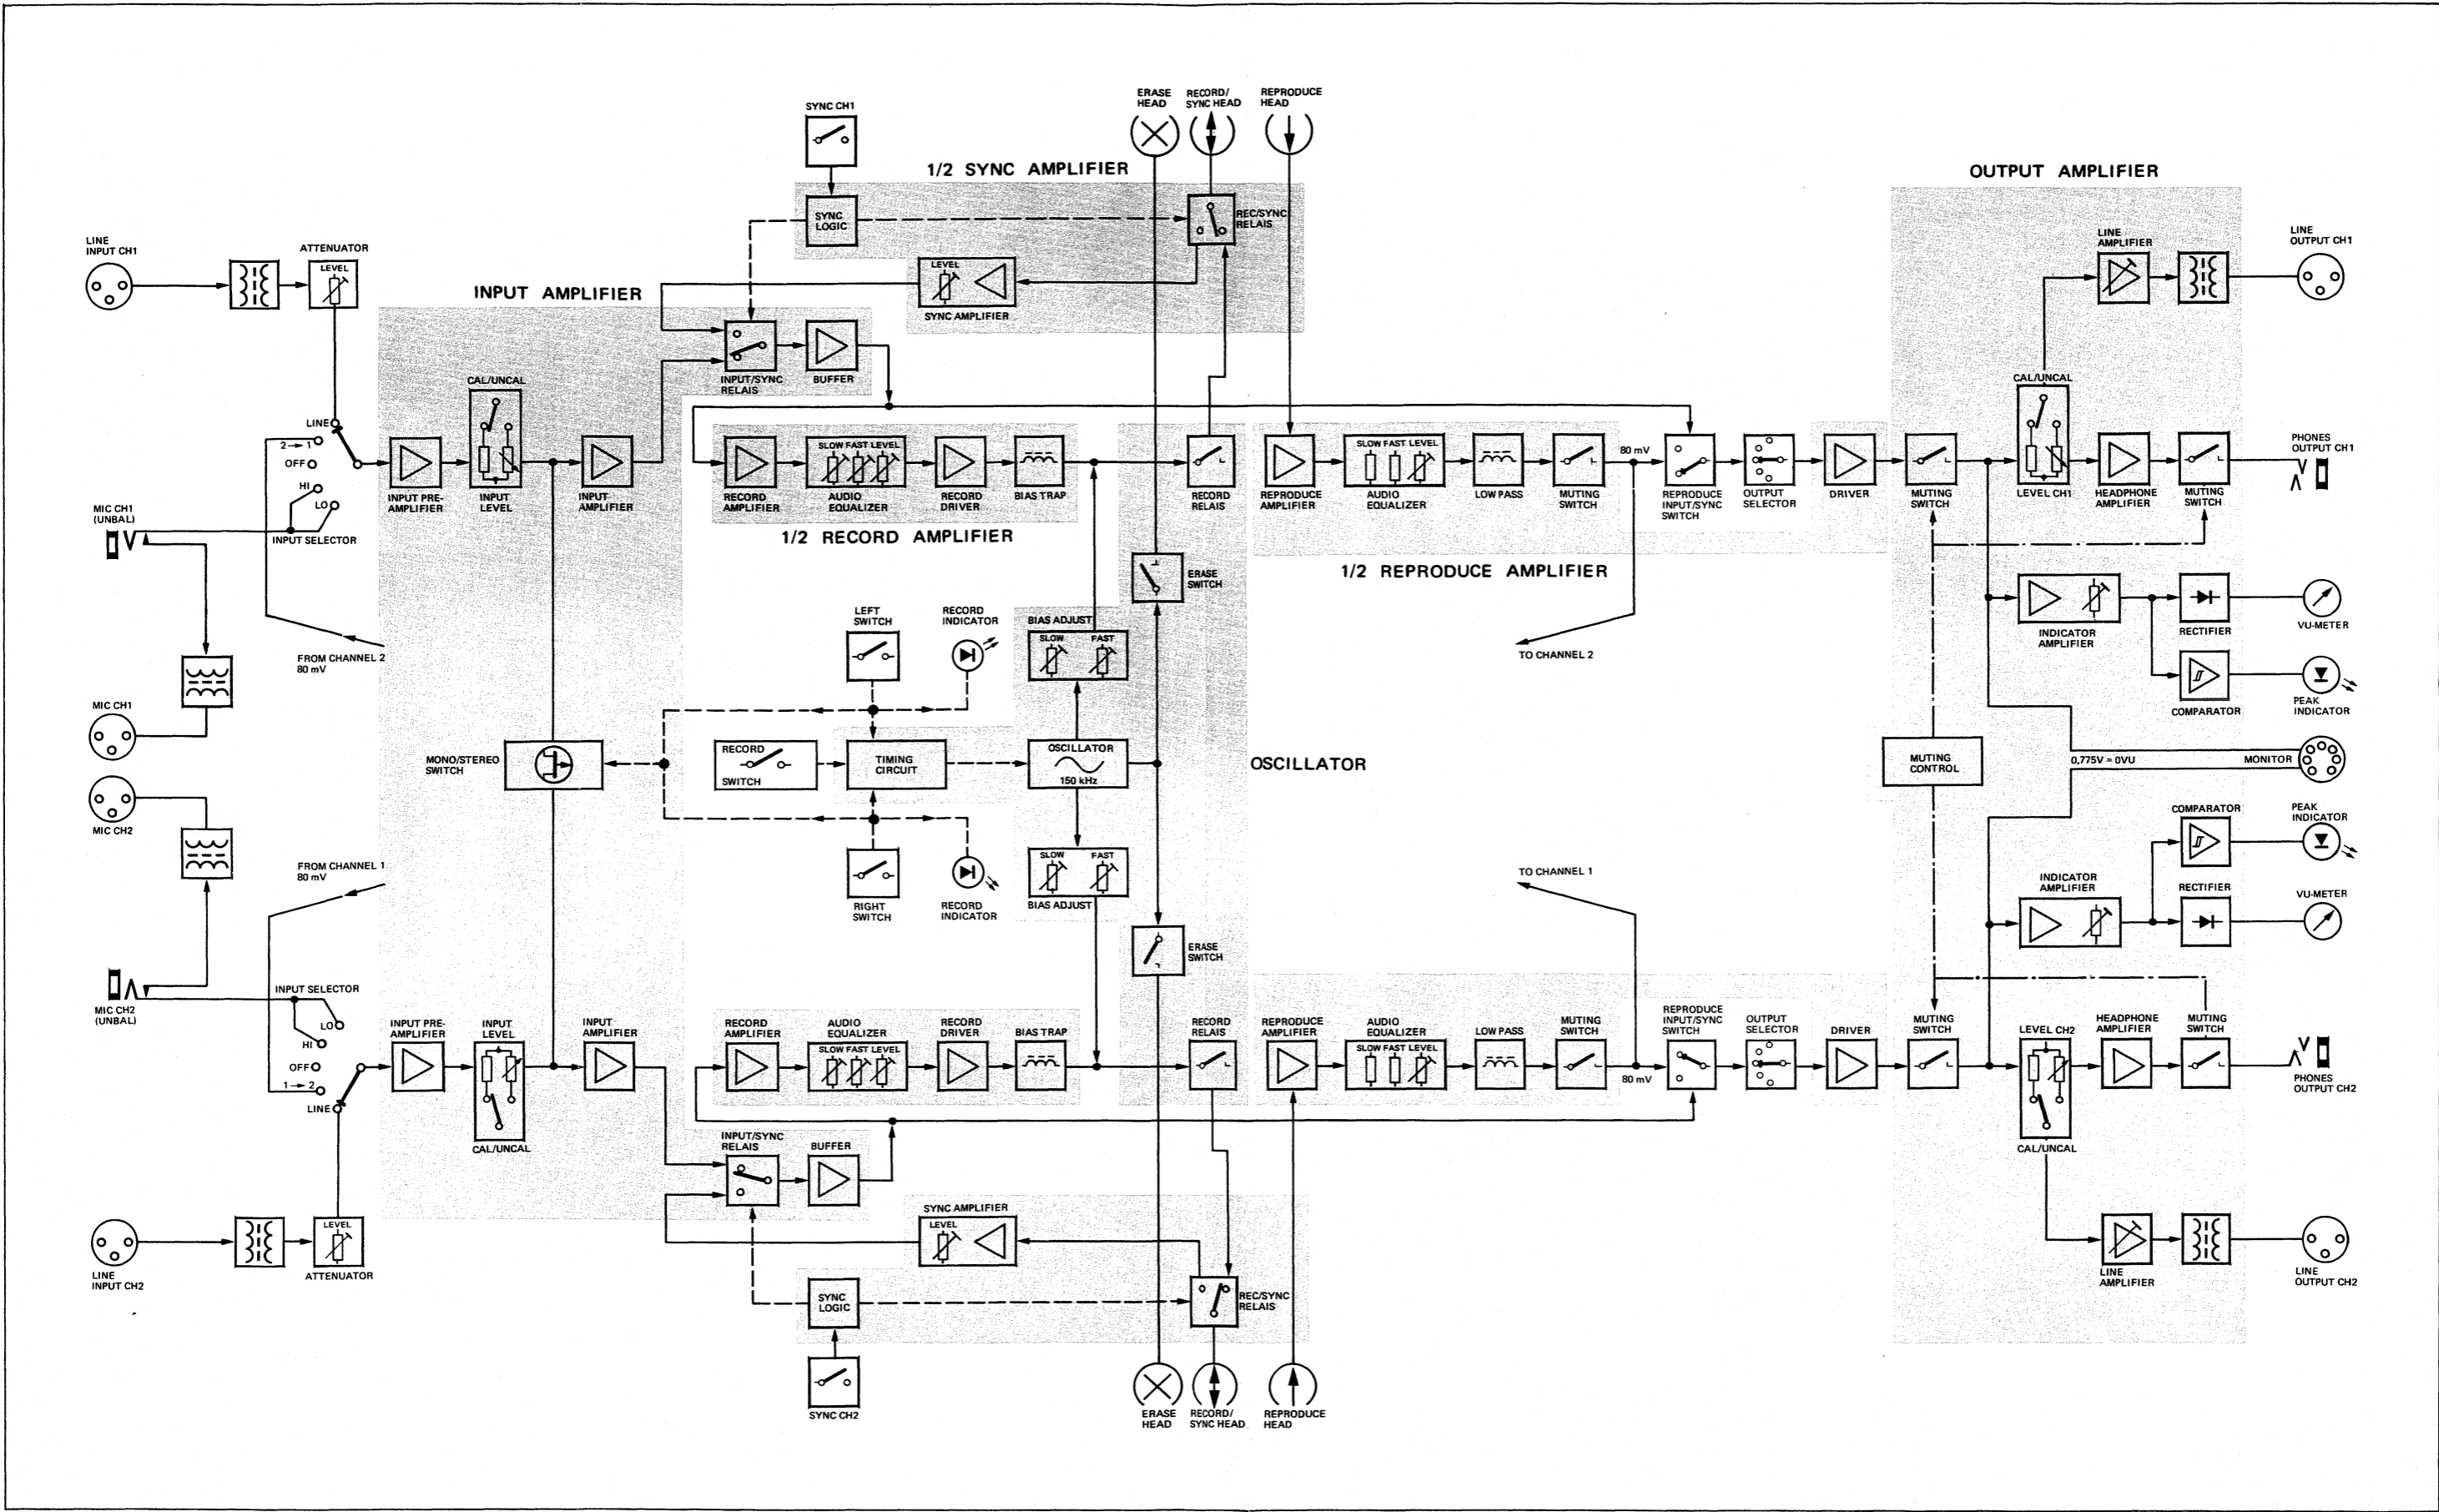 ERASE
HEAD
RECORD/
SYNC HEAD
REPRODUCE
HEAD
SYNC CH1
1/2 SYNC AMPLIFIER
OUTPUT AMPLIFIER
SYNC
LOGIC
REC/SYNC
RELAIS
LINE
INPUT CH1
ATTENUATOR
LEVEL
LINE
AMPLIFIER
LINE
OUTPUT CH1
INPUT AMPLIFIER
LEVEL
SYNC AMPLIFIER
INPUT/SYNC
RELAIS
BUFFER
CAL/UNCAL
CAL/UNCAL
LINE
2→1
OFF
HI
LO
INPUT SELECTOR
INPUT PRE-
AMPLIFIER
INPUT
LEVEL
INPUT
AMPLIFIER
RECORD
AMPLIFIER
SLOW FAST LEVEL
AUDIO
EQUALIZER
RECORD
DRIVER
BIAS TRAP
RECORD
RELAIS
REPRODUCE
AMPLIFIER
SLOW FAST LEVEL
AUDIO
EQUALIZER
LOW PASS
MUTING
SWITCH
80 mV
REPRODUCE
INPUT/SYNC
SWITCH
OUTPUT
SELECTOR
DRIVER
MUTING
SWITCH
LEVEL CH1
HEADPHONE
AMPLIFIER
MUTING
SWITCH
PHONES
OUTPUT CH1
MIC CH1
(UNBAL)
1/2 RECORD AMPLIFIER
1/2 REPRODUCE AMPLIFIER
ERASE
SWITCH
LEFT
SWITCH
RECORD
INDICATOR
BIAS ADJUST
SLOW
FAST
INDICATOR
AMPLIFIER
RECTIFIER
VU-METER
FROM CHANNEL 2
80 mV
TO CHANNEL 2
COMPARATOR
PEAK
INDICATOR
MIC CH1
MONO/STEREO
SWITCH
RECORD
SWITCH
TIMING
CIRCUIT
OSCILLATOR
150 kHz
OSCILLATOR
MUTING
CONTROL
0,775V = 0VU
MONITOR
MIC CH2
COMPARATOR
PEAK
INDICATOR
FROM CHANNEL 1
80 mV
SLOW
FAST
BIAS ADJUST
RIGHT
SWITCH
RECORD
INDICATOR
TO CHANNEL 1
INDICATOR
AMPLIFIER
RECTIFIER
VU-METER
ERASE
SWITCH
MIC CH2
(UNBAL)
INPUT SELECTOR
LO
HI
OFF
1→2
LINE
INPUT PRE-
AMPLIFIER
INPUT
LEVEL
INPUT
AMPLIFIER
RECORD
AMPLIFIER
AUDIO
EQUALIZER
SLOW FAST LEVEL
RECORD
DRIVER
BIAS TRAP
RECORD
RELAIS
REPRODUCE
AMPLIFIER
AUDIO
EQUALIZER
SLOW FAST LEVEL
LOW PASS
MUTING
SWITCH
80 mV
REPRODUCE
INPUT/SYNC
SWITCH
OUTPUT
SELECTOR
DRIVER
MUTING
SWITCH
LEVEL CH2
HEADPHONE
AMPLIFIER
MUTING
SWITCH
PHONES
OUTPUT CH2
CAL/UNCAL
CAL/UNCAL
INPUT/SYNC
RELAIS
BUFFER
SYNC AMPLIFIER
LEVEL
LINE
INPUT CH2
LEVEL
ATTENUATOR
LINE
AMPLIFIER
LINE
OUTPUT CH2
SYNC
LOGIC
REC/SYNC
RELAIS
SYNC CH2
ERASE
HEAD
RECORD/
SYNC HEAD
REPRODUCE
HEAD